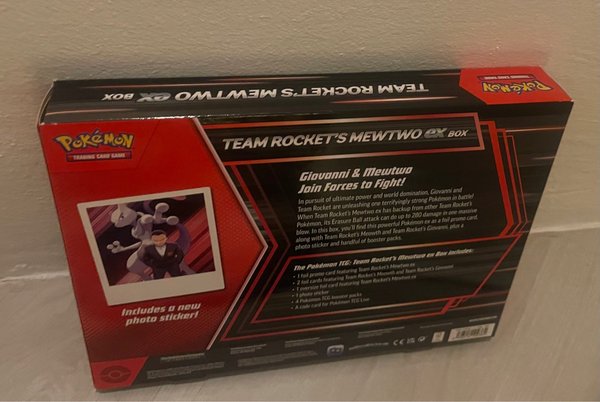 TEAM ROCKET'S MEWTWO ex BOX
POKéMON
TRADING CARD GAME
POKéMON
TRADING CARD GAME
TEAM ROCKET'S MEWTWO ex BOX
Giovanni & Mewtwo
Join Forces to Fight!
In pursuit of ultimate power and world domination, Giovanni and
Team Rocket are unleashing one terrifyingly strong Pokémon in battle!
When Team Rocket's Mewtwo ex has backup from other Team Rocket's
Pokémon, its Erasure Ball attack can do up to 280 damage in one massive
blow. In this box, you'll find this powerful Pokémon ex as a foil promo card,
along with Team Rocket's Meowth and Team Rocket's Giovanni, plus a
photo sticker and handful of booster packs.
The Pokémon TCG: Team Rocket's Mewtwo ex Box includes:
• 1 foil promo card featuring Team Rocket's Mewtwo ex
• 2 foil cards featuring Team Rocket's Meowth and Team Rocket's Giovanni
• 1 oversize foil card featuring Team Rocket's Mewtwo ex
• 1 photo sticker
• 4 Pokémon TCG booster packs
• A code card for Pokémon TCG Live
Includes a new
photo sticker!